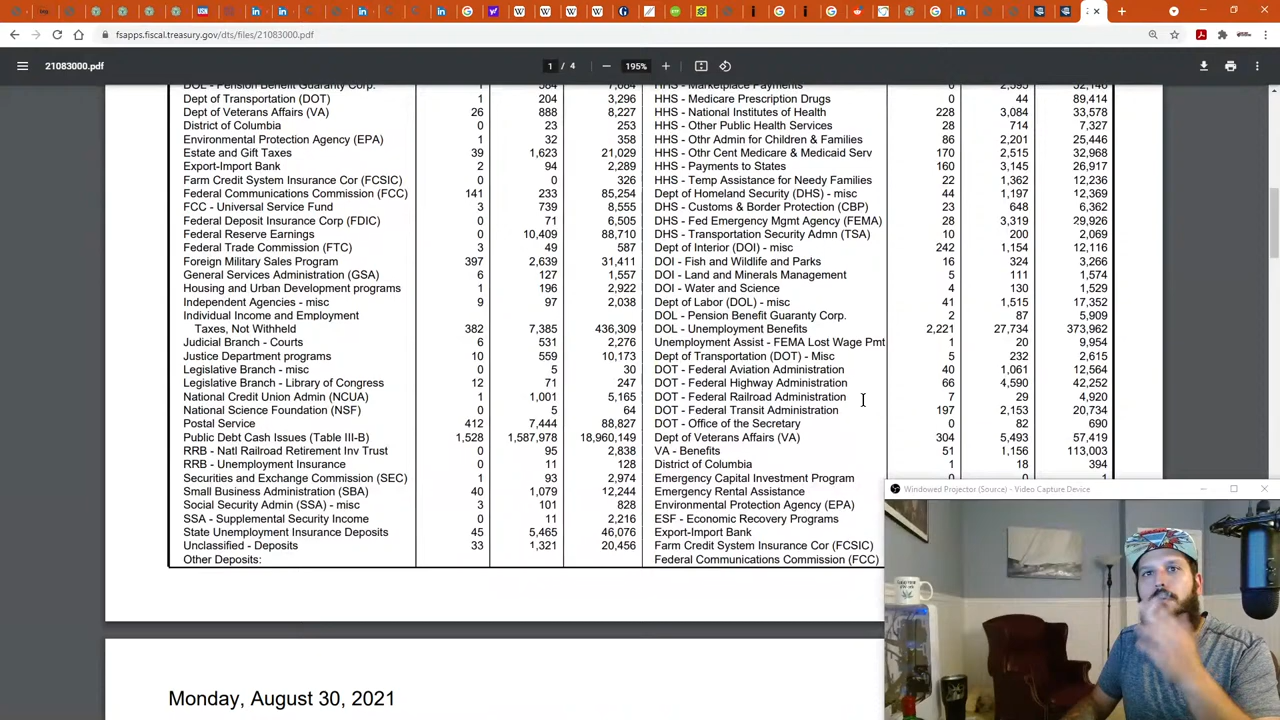 fsapps.fiscal.treasury.gov/dts/files/21083000.pdf
21083000.pdf
1 / 4
195%
DOL - Pension Benefit Guaranty Corp. 1 384 7,684
Dept of Transportation (DOT) 1 204 3,296
Dept of Veterans Affairs (VA) 26 888 8,227
District of Columbia 0 23 253
Environmental Protection Agency (EPA) 1 32 358
Estate and Gift Taxes 39 1,623 21,029
Export-Import Bank 2 94 2,289
Farm Credit System Insurance Cor (FCSIC) 0 0 326
Federal Communications Commission (FCC) 141 233 85,254
FCC - Universal Service Fund 3 739 8,555
Federal Deposit Insurance Corp (FDIC) 0 71 6,505
Federal Reserve Earnings 0 10,409 88,710
Federal Trade Commission (FTC) 3 49 587
Foreign Military Sales Program 397 2,639 31,411
General Services Administration (GSA) 6 127 1,557
Housing and Urban Development programs 1 196 2,922
Independent Agencies - misc 9 97 2,038
Individual Income and Employment
Taxes, Not Withheld 382 7,385 436,309
Judicial Branch - Courts 6 531 2,276
Justice Department programs 10 559 10,173
Legislative Branch - misc 0 5 30
Legislative Branch - Library of Congress 12 71 247
National Credit Union Admin (NCUA) 1 1,001 5,165
National Science Foundation (NSF) 0 5 64
Postal Service 412 7,444 88,827
Public Debt Cash Issues (Table III-B) 1,528 1,587,978 18,960,149
RRB - Natl Railroad Retirement Inv Trust 0 95 2,838
RRB - Unemployment Insurance 0 11 128
Securities and Exchange Commission (SEC) 1 93 2,974
Small Business Administration (SBA) 40 1,079 12,244
Social Security Admin (SSA) - misc 3 101 828
SSA - Supplemental Security Income 0 11 2,216
State Unemployment Insurance Deposits 45 5,465 46,076
Unclassified - Deposits 33 1,321 20,456
Other Deposits:
HHS - Marketplace Payments 0 2,595 52,146
HHS - Medicare Prescription Drugs 0 44 89,414
HHS - National Institutes of Health 228 3,084 33,578
HHS - Other Public Health Services 28 714 7,327
HHS - Othr Admin for Children & Families 86 2,201 25,446
HHS - Othr Cent Medicare & Medicaid Serv 170 2,515 32,968
HHS - Payments to States 160 3,145 26,917
HHS - Temp Assistance for Needy Families 22 1,362 12,236
Dept of Homeland Security (DHS) - misc 44 1,197 12,369
DHS - Customs & Border Protection (CBP) 23 648 6,362
DHS - Fed Emergency Mgmt Agency (FEMA) 28 3,319 29,926
DHS - Transportation Security Admn (TSA) 10 200 2,069
Dept of Interior (DOI) - misc 242 1,154 12,116
DOI - Fish and Wildlife and Parks 16 324 3,266
DOI - Land and Minerals Management 5 111 1,574
DOI - Water and Science 4 130 1,529
Dept of Labor (DOL) - misc 41 1,515 17,352
DOL - Pension Benefit Guaranty Corp. 2 87 5,909
DOL - Unemployment Benefits 2,221 27,734 373,962
Unemployment Assist - FEMA Lost Wage Pmt 1 20 9,954
Dept of Transportation (DOT) - Misc 5 232 2,615
DOT - Federal Aviation Administration 40 1,061 12,564
DOT - Federal Highway Administration 66 4,590 42,252
DOT - Federal Railroad Administration 7 29 4,920
DOT - Federal Transit Administration 197 2,153 20,734
DOT - Office of the Secretary 0 82 690
Dept of Veterans Affairs (VA) 304 5,493 57,419
VA - Benefits 51 1,156 113,003
District of Columbia 1 18 394
Emergency Capital Investment Program
Emergency Rental Assistance
Environmental Protection Agency (EPA)
ESF - Economic Recovery Programs
Export-Import Bank
Farm Credit System Insurance Cor (FCSIC)
Federal Communications Commission (FCC)
Windowed Projector (Source) - Video Capture Device
Monday, August 30, 2021